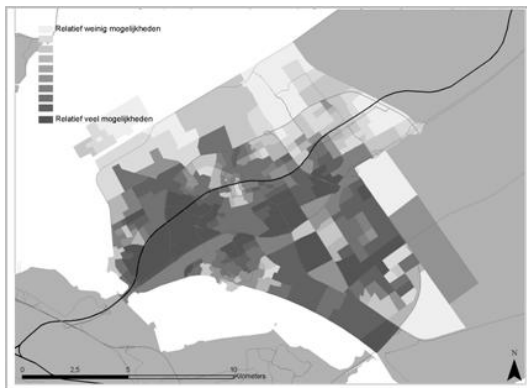 Relatief weinig mogelijkheden
Relatief veel mogelijkheden
N
0 2,5 5 10
Kilometers